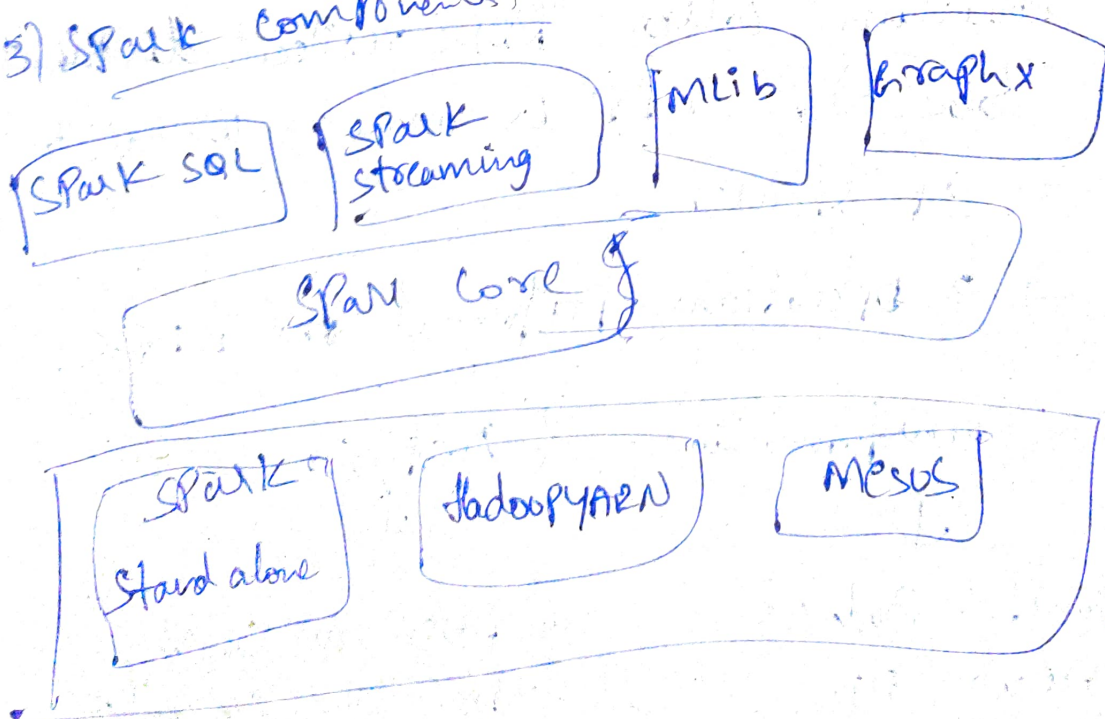 3) Spark Components
Spark SQL
Spark
streaming
MLib
Graph X
Spark Core
Spark
Stand alone
HadoopYARN
Mesos